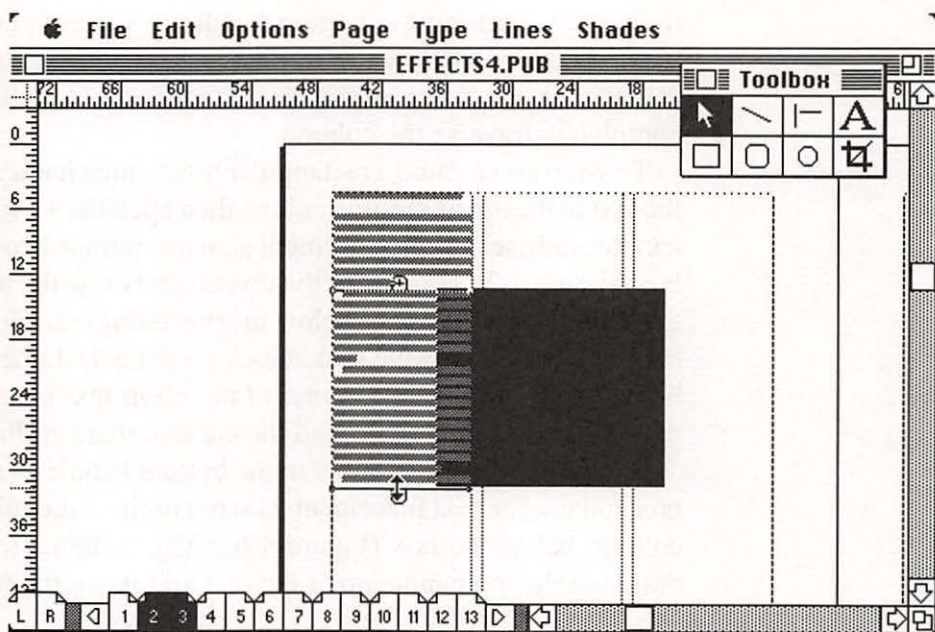 File Edit Options Page Type Lines Shades
EFFECTS4.PUB
Toolbox
72 66 60 54 48 42 36 30 24 18 6
A
0
6
12
18
24
30
36
L R 1 2 3 4 5 6 7 8 9 10 11 12 13